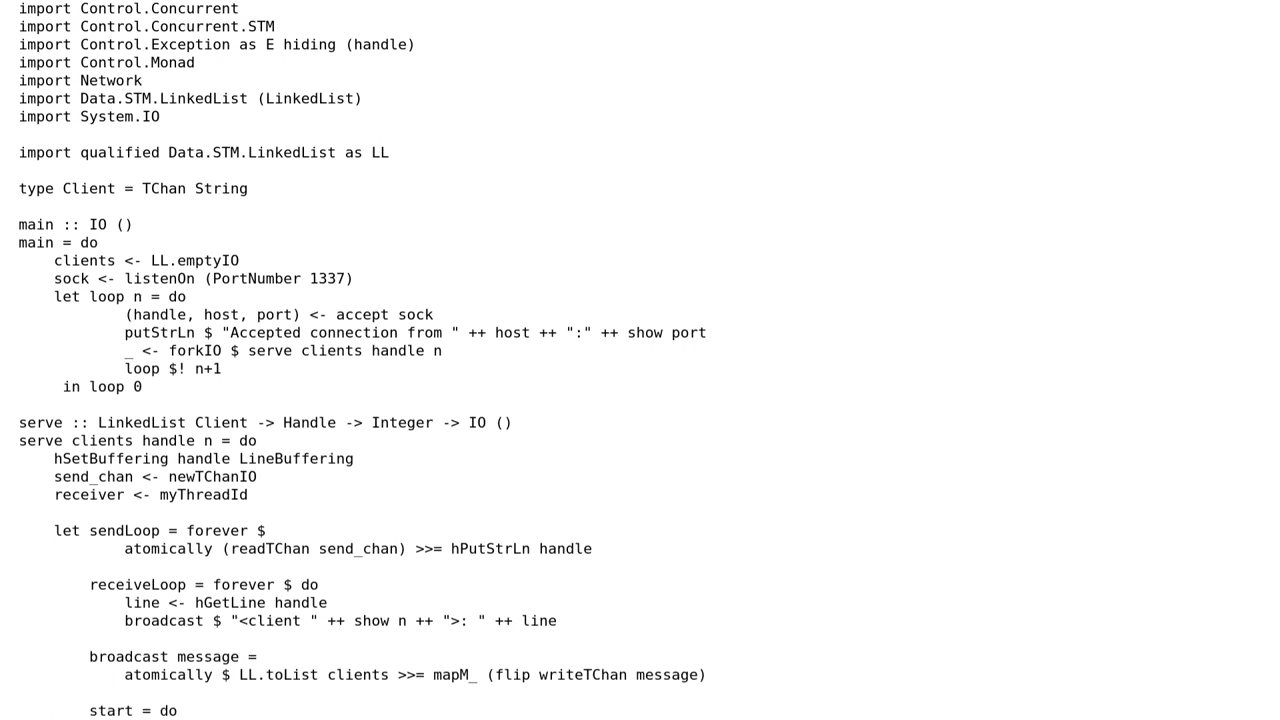 import Control.Concurrent
import Control.Concurrent.STM
import Control.Exception as E hiding (handle)
import Control.Monad
import Network
import Data.STM.LinkedList (LinkedList)
import System.IO

import qualified Data.STM.LinkedList as LL

type Client = TChan String

main :: IO ()
main = do
    clients <- LL.emptyIO
    sock <- listenOn (PortNumber 1337)
    let loop n = do
            (handle, host, port) <- accept sock
            putStrLn $ "Accepted connection from " ++ host ++ ":" ++ show port
            _ <- forkIO $ serve clients handle n
            loop $! n+1
     in loop 0

serve :: LinkedList Client -> Handle -> Integer -> IO ()
serve clients handle n = do
    hSetBuffering handle LineBuffering
    send_chan <- newTChanIO
    receiver <- myThreadId

    let sendLoop = forever $
            atomically (readTChan send_chan) >>= hPutStrLn handle

        receiveLoop = forever $ do
            line <- hGetLine handle
            broadcast $ "<client " ++ show n ++ ">: " ++ line

        broadcast message =
            atomically $ LL.toList clients >>= mapM_ (flip writeTChan message)

        start = do